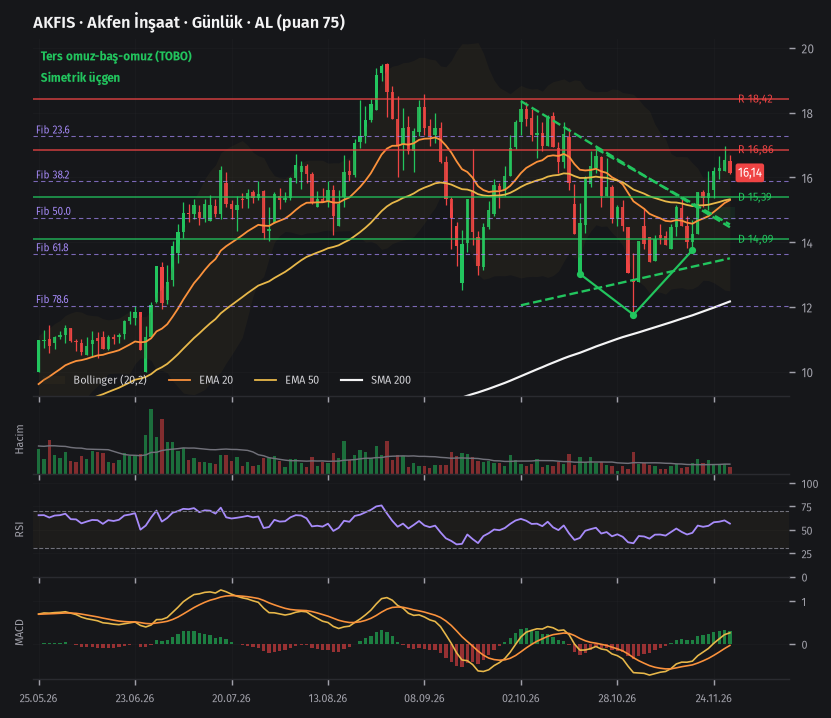 AKFIS · Akfen İnşaat · Günlük · AL (puan 75)
Ters omuz-baş-omuz (TOBO)
Simetrik üçgen
20
18
16
14
12
10
R 18,42
Fib 23.6
R 16,86
16,14
Fib 38.2
D 15,39
Fib 50.0
D 14,09
Fib 61.8
Fib 78.6
Bollinger (20,2)
EMA 20
EMA 50
SMA 200
Hacim
RSI
100
75
50
25
0
MACD
1
0
25.05.26
23.06.26
20.07.26
13.08.26
08.09.26
02.10.26
28.10.26
24.11.26